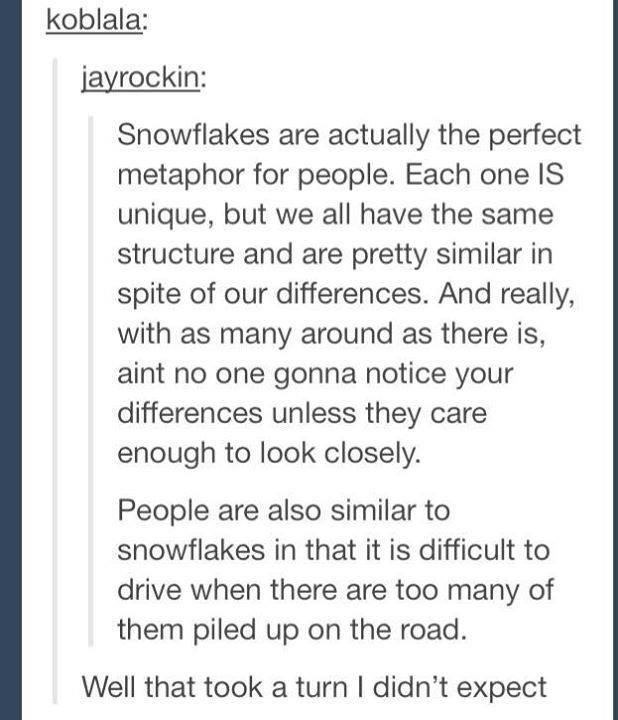 koblala:
jayrockin:
Snowflakes are actually the perfect
metaphor for people. Each one IS
unique, but we all have the same
structure and are pretty similar in
spite of our differences. And really,
with as many around as there is,
aint no one gonna notice your
differences unless they care
enough to look closely.
People are also similar to
snowflakes in that it is difficult to
drive when there are too many of
them piled up on the road.
Well that took a turn I didn’t expect